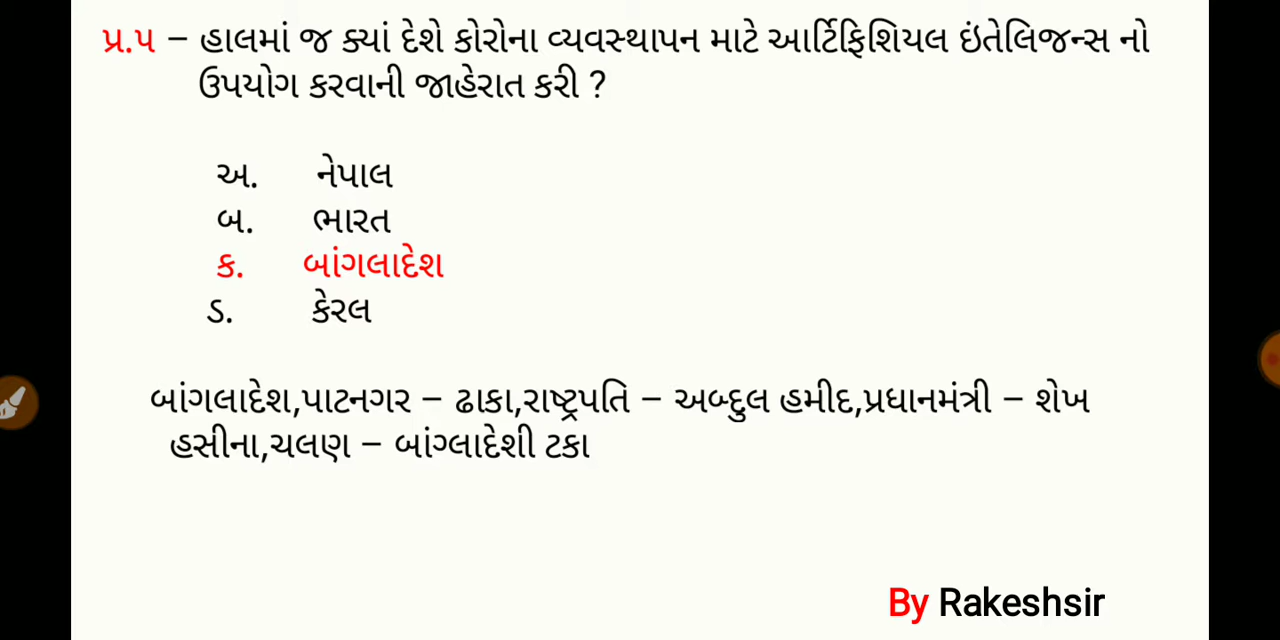 પ્ર.૫ – હાલમાં જ ક્યાં દેશે કોરોના વ્યવસ્થાપન માટે આર્ટિફિશિયલ ઇંતેલિજન્સ નો
ઉપયોગ કરવાની જાહેરાત કરી ?
અ. નેપાલ
બ. ભારત
ક. બાંગલાદેશ
ડ. કેરલ
બાંગલાદેશ,પાટનગર – ઢાકા,રાષ્ટ્રપતિ – અબ્દુલ હમીદ,પ્રધાનમંત્રી – શેખ
હસીના,ચલણ – બાંગ્લાદેશી ટકા
By Rakeshsir